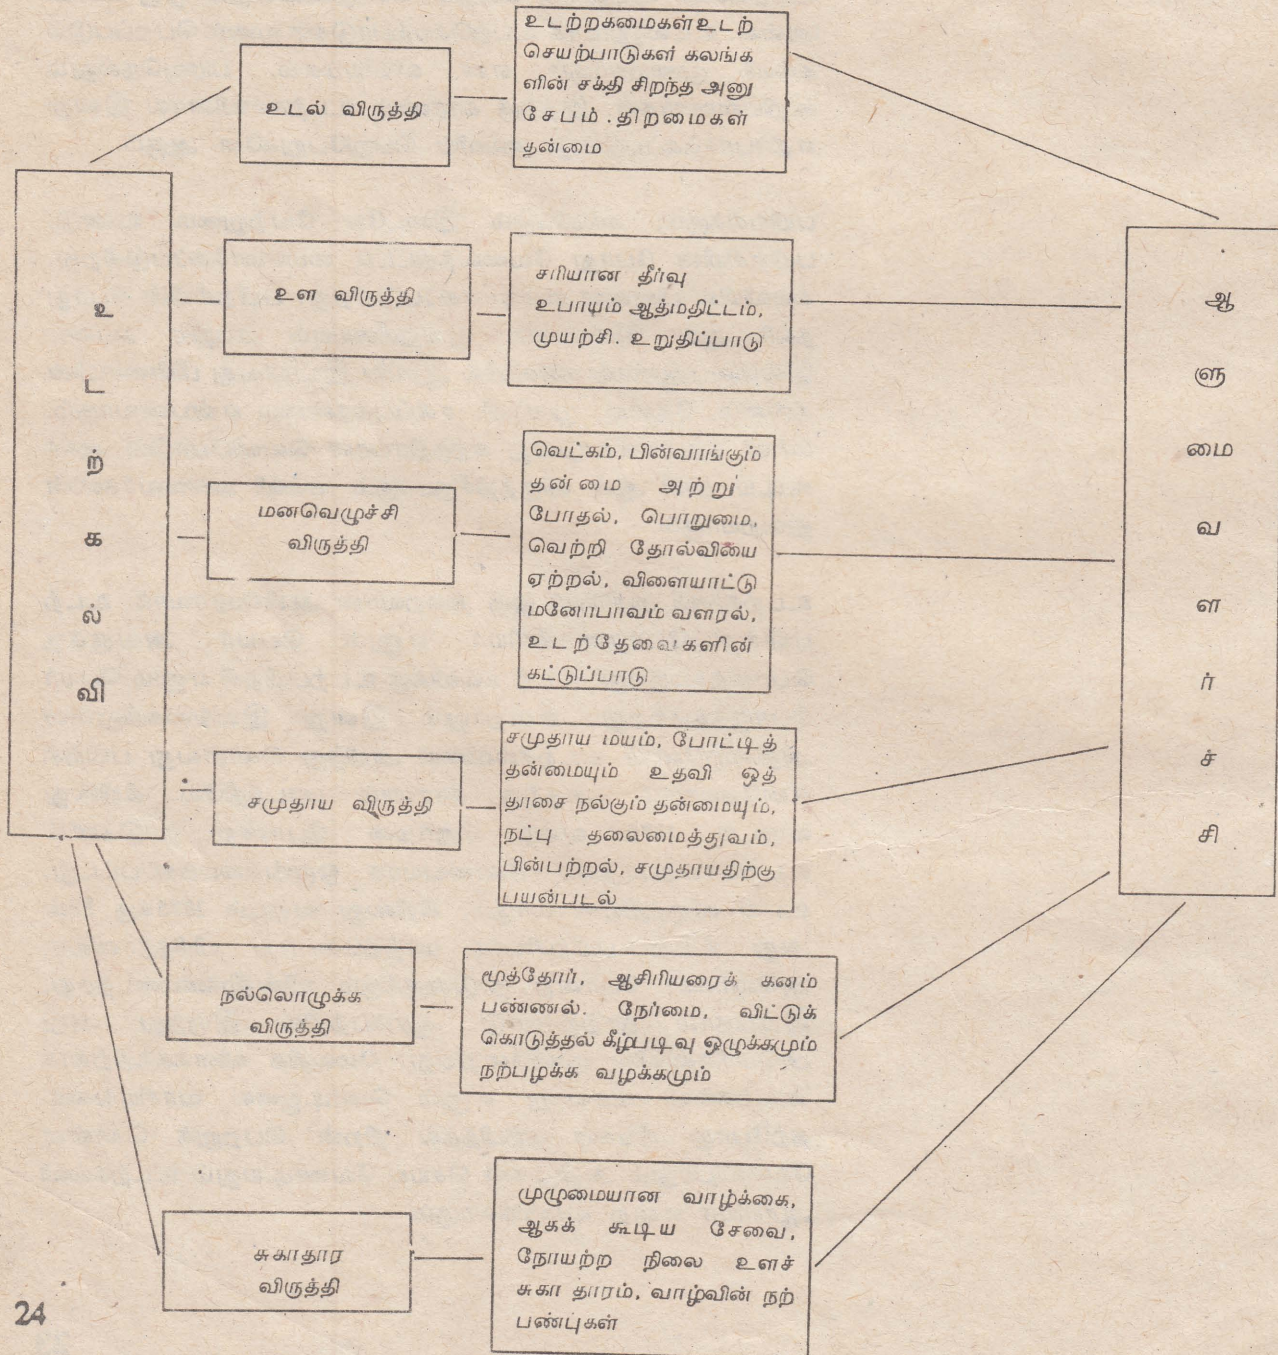 உ
ட
ற்
க
ல்
வி
உடல் விருத்தி
உடற்றகமைகள் உடற்
செயற்பாடுகள் கலங்க
ளின் சக்தி சிறந்த அனு
சேபம் . திறமைகள்
தன்மை
உள விருத்தி
சரியான தீர்வு
உபாயம் ஆத்மதிட்டம்,
முயற்சி. உறுதிப்பாடு
மனவெழுச்சி
விருத்தி
வெட்கம், பின்வாங்கும்
தன்மை அற்று
போதல், பொறுமை,
வெற்றி தோல்வியை
ஏற்றல், விளையாட்டு
மனோபாவம் வளரல்,
உடற்தேவைகளின்
கட்டுப்பாடு
சமுதாய விருத்தி
சமுதாய மயம், போட்டித்
தன்மையும் உதவி ஒத்
தாசை நல்கும் தன்மையும்,
நட்பு தலைமைத்துவம்,
பின்பற்றல், சமுதாயதிற்கு
பயன்படல்
நல்லொழுக்க
விருத்தி
மூத்தோர், ஆசிரியரைக் கனம்
பண்ணல். நேர்மை, விட்டுக்
கொடுத்தல் கீழ்படிவு ஒழுக்கமும்
நற்பழக்க வழக்கமும்
சுகாதார
விருத்தி
முழுமையான வாழ்க்கை,
ஆகக் கூடிய சேவை,
நோயற்ற நிலை உளச்
சுகா தாரம், வாழ்வின் நற்
பண்புகள்
ஆ
ளு
மை
வ
ள
ர்
ச்
சி
24